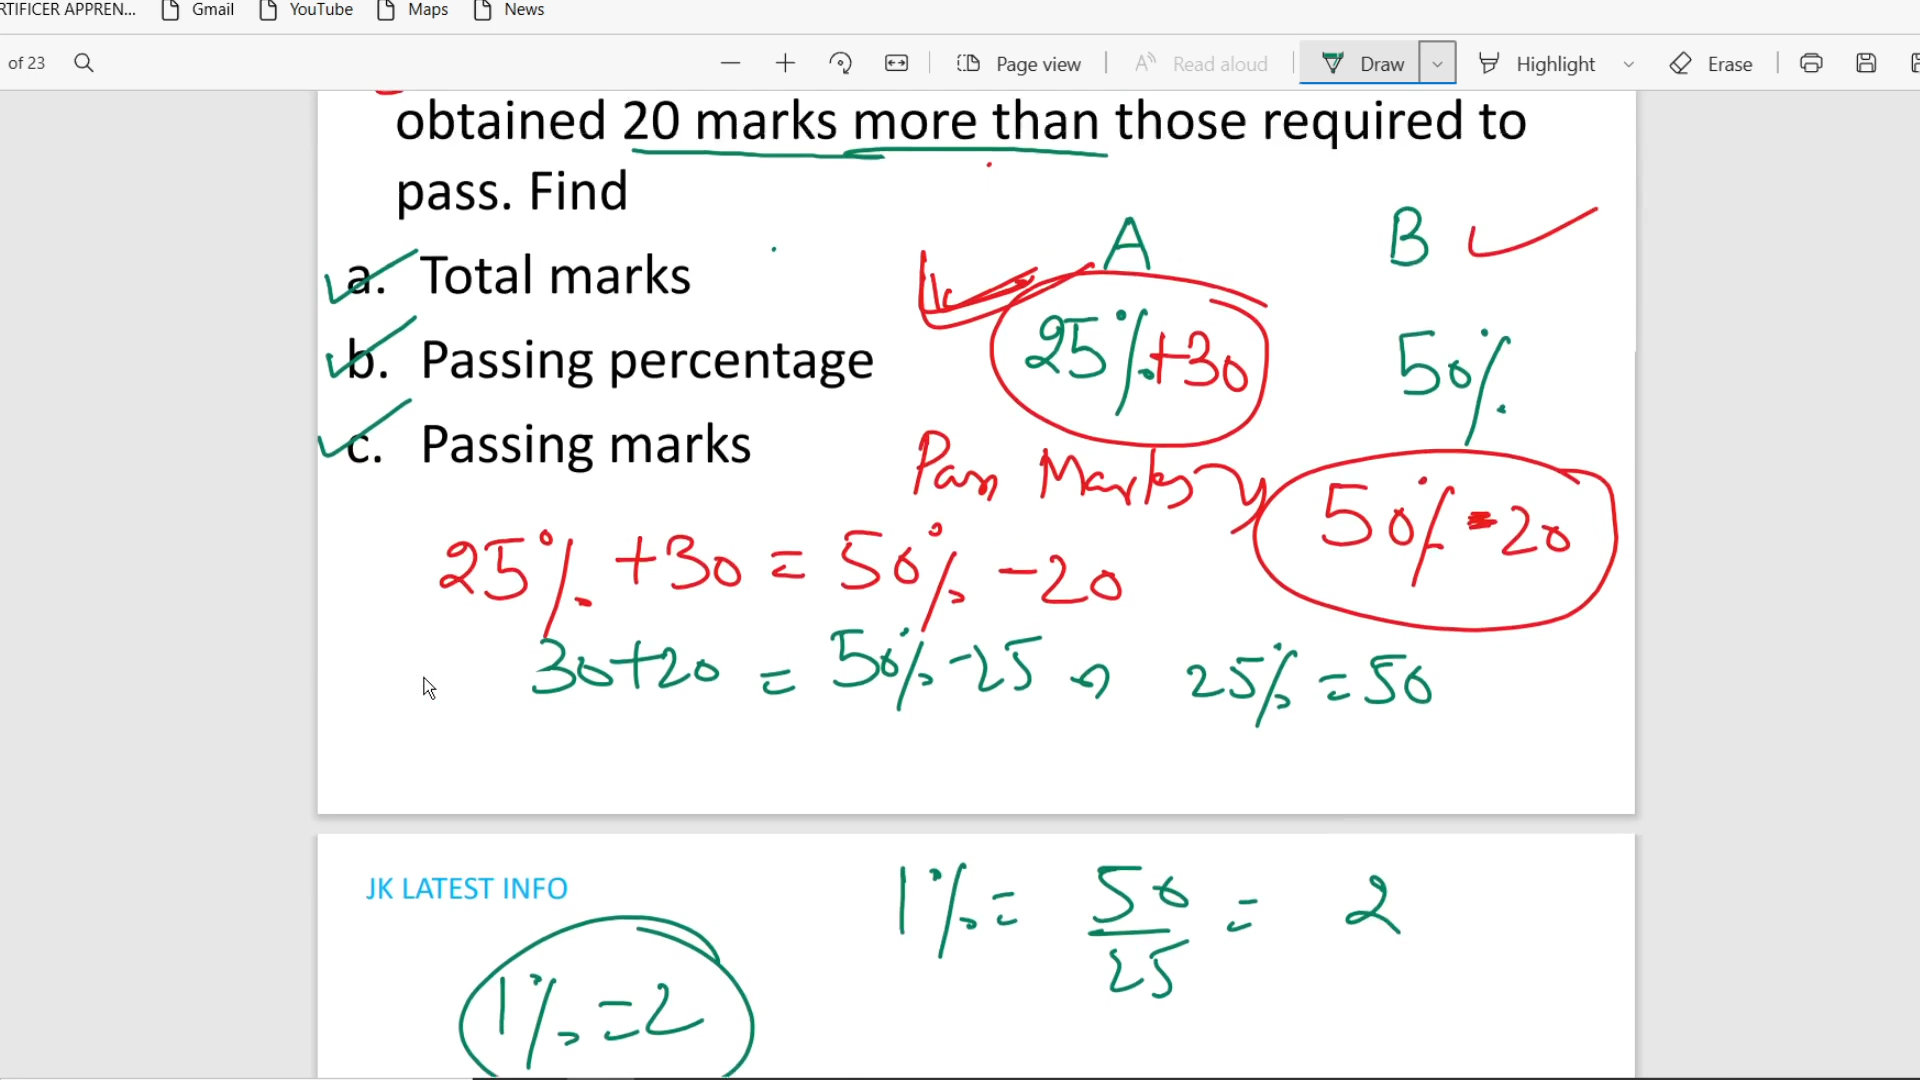 RTIFICER APPREN... Gmail YouTube Maps News
of 23 Page view Read aloud Draw Highlight Erase
obtained 20 marks more than those required to
pass. Find
a. Total marks
b. Passing percentage
c. Passing marks
A B
25% +30 50%
Pass Marks
50% - 20
25% + 30 = 50% - 20
30+20 = 50% - 25 25% = 50
JK LATEST INFO
1% = 50/25 = 2
1% = 2